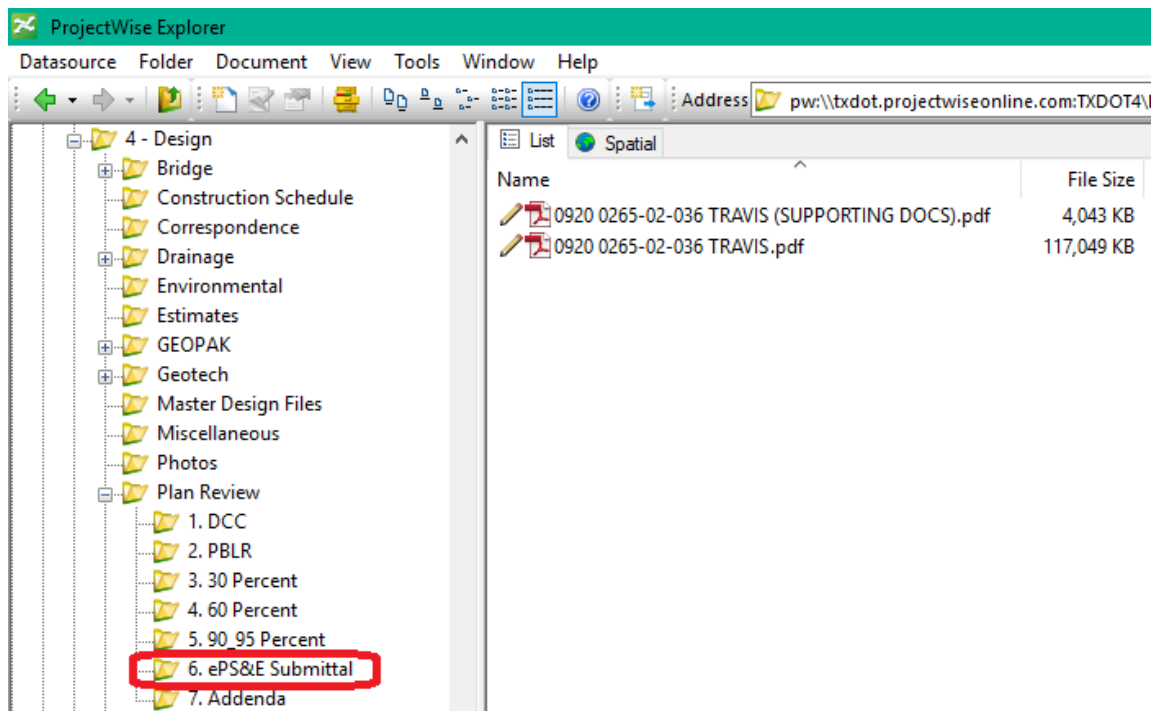 ProjectWise Explorer
Datasource Folder Document View Tools Window Help
Address pw:\\txdot.projectwiseonline.com:TXDOT4\
4 - Design
Bridge
Construction Schedule
Correspondence
Drainage
Environmental
Estimates
GEOPAK
Geotech
Master Design Files
Miscellaneous
Photos
Plan Review
1. DCC
2. PBLR
3. 30 Percent
4. 60 Percent
5. 90_95 Percent
6. ePS&E Submittal
7. Addenda
List Spatial
Name File Size
0920 0265-02-036 TRAVIS (SUPPORTING DOCS).pdf 4,043 KB
0920 0265-02-036 TRAVIS.pdf 117,049 KB